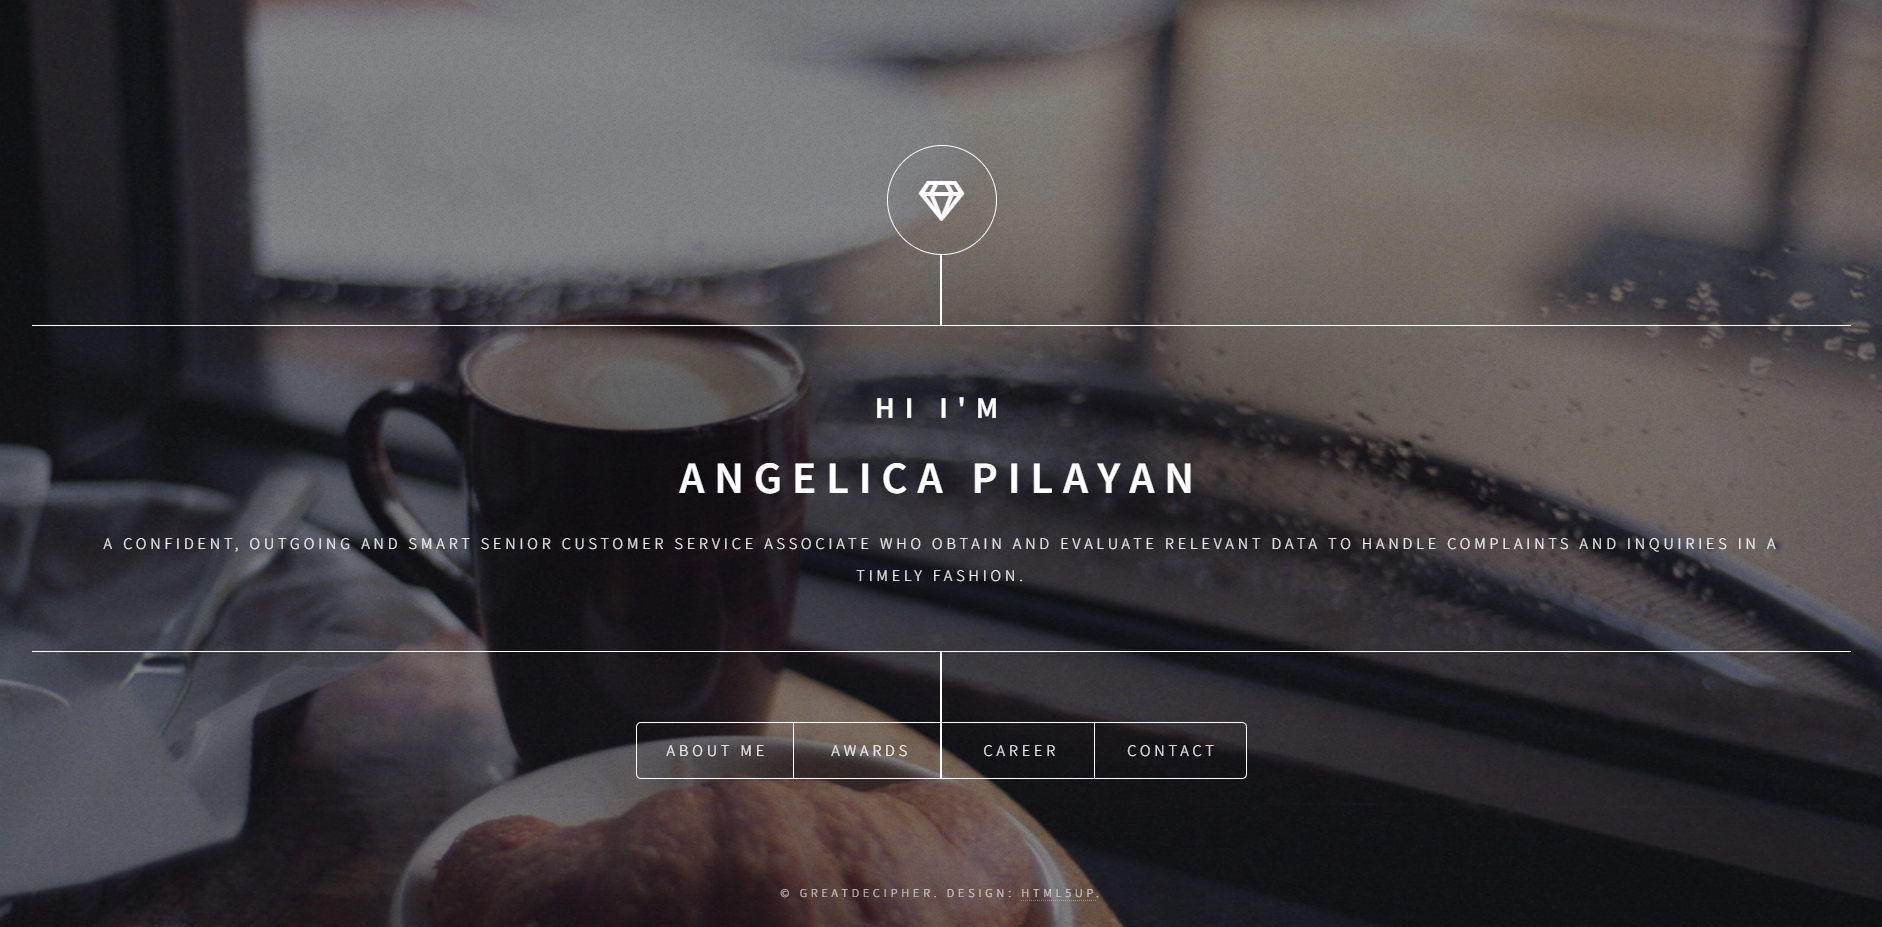 HI I'M
ANGELICA PILAYAN
A CONFIDENT, OUTGOING AND SMART SENIOR CUSTOMER SERVICE ASSOCIATE WHO OBTAIN AND EVALUATE RELEVANT DATA TO HANDLE COMPLAINTS AND INQUIRIES IN A
TIMELY FASHION.
ABOUT ME AWARDS CAREER CONTACT
© GREATDECIPHER. DESIGN: HTML5UP.